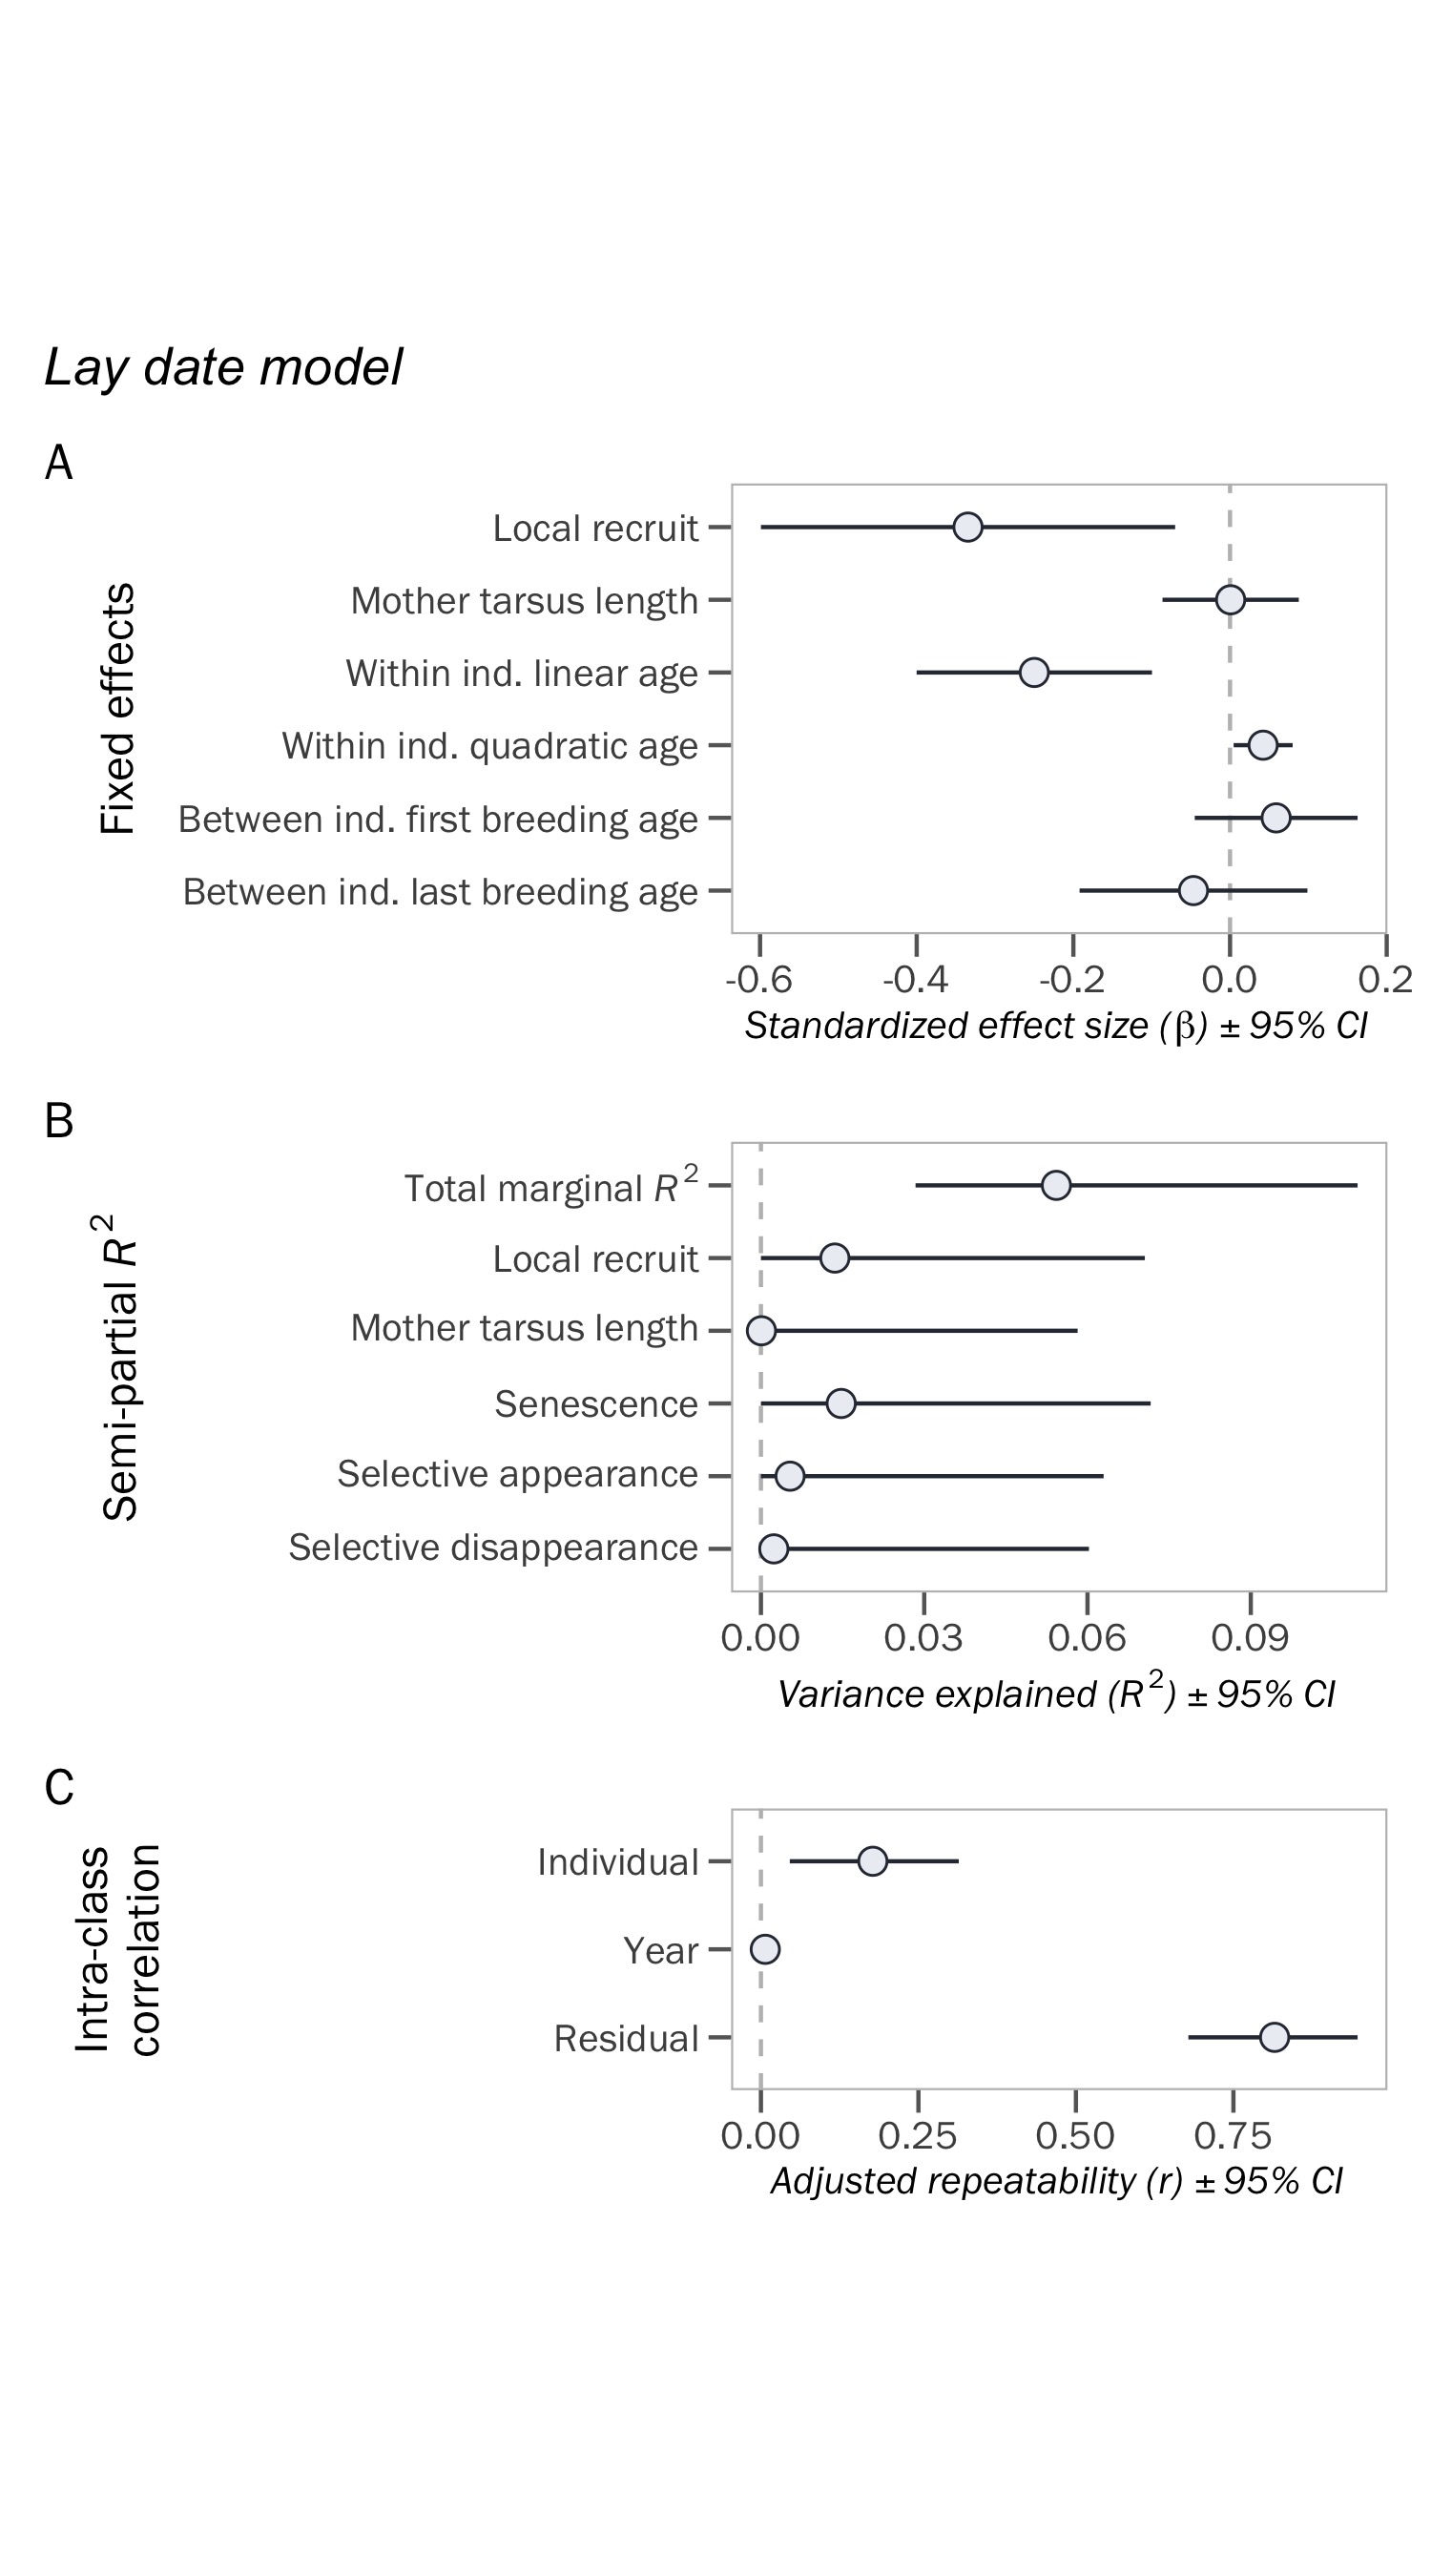 Lay date model
A
Fixed effects
Local recruit
Mother tarsus length
Within ind. linear age
Within ind. quadratic age
Between ind. first breeding age
Between ind. last breeding age
-0.6 -0.4 -0.2 0.0 0.2
Standardized effect size (β) ± 95% CI
B
Semi-partial R²
Total marginal R²
Local recruit
Mother tarsus length
Senescence
Selective appearance
Selective disappearance
0.00 0.03 0.06 0.09
Variance explained (R²) ± 95% CI
C
Intra-class
correlation
Individual
Year
Residual
0.00 0.25 0.50 0.75
Adjusted repeatability (r) ± 95% CI